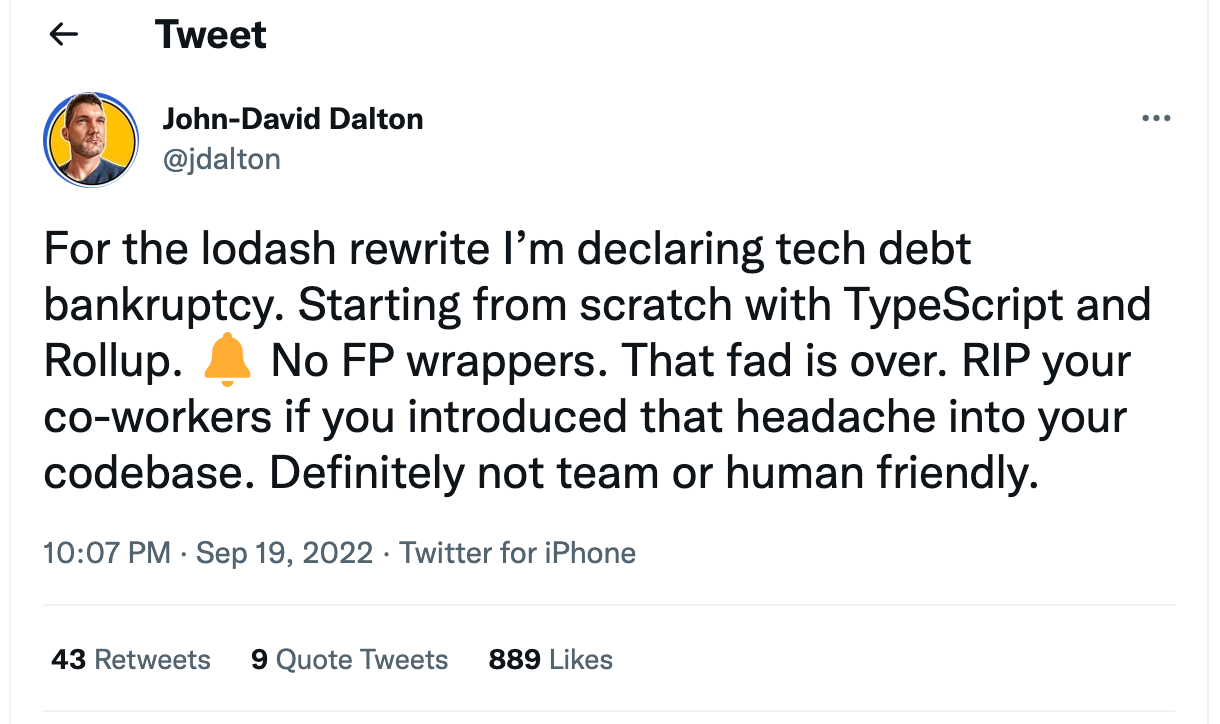 ← Tweet
John-David Dalton
@jdalton
For the lodash rewrite I’m declaring tech debt
bankruptcy. Starting from scratch with TypeScript and
Rollup. 🔔 No FP wrappers. That fad is over. RIP your
co-workers if you introduced that headache into your
codebase. Definitely not team or human friendly.
10:07 PM · Sep 19, 2022 · Twitter for iPhone
43 Retweets 9 Quote Tweets 889 Likes